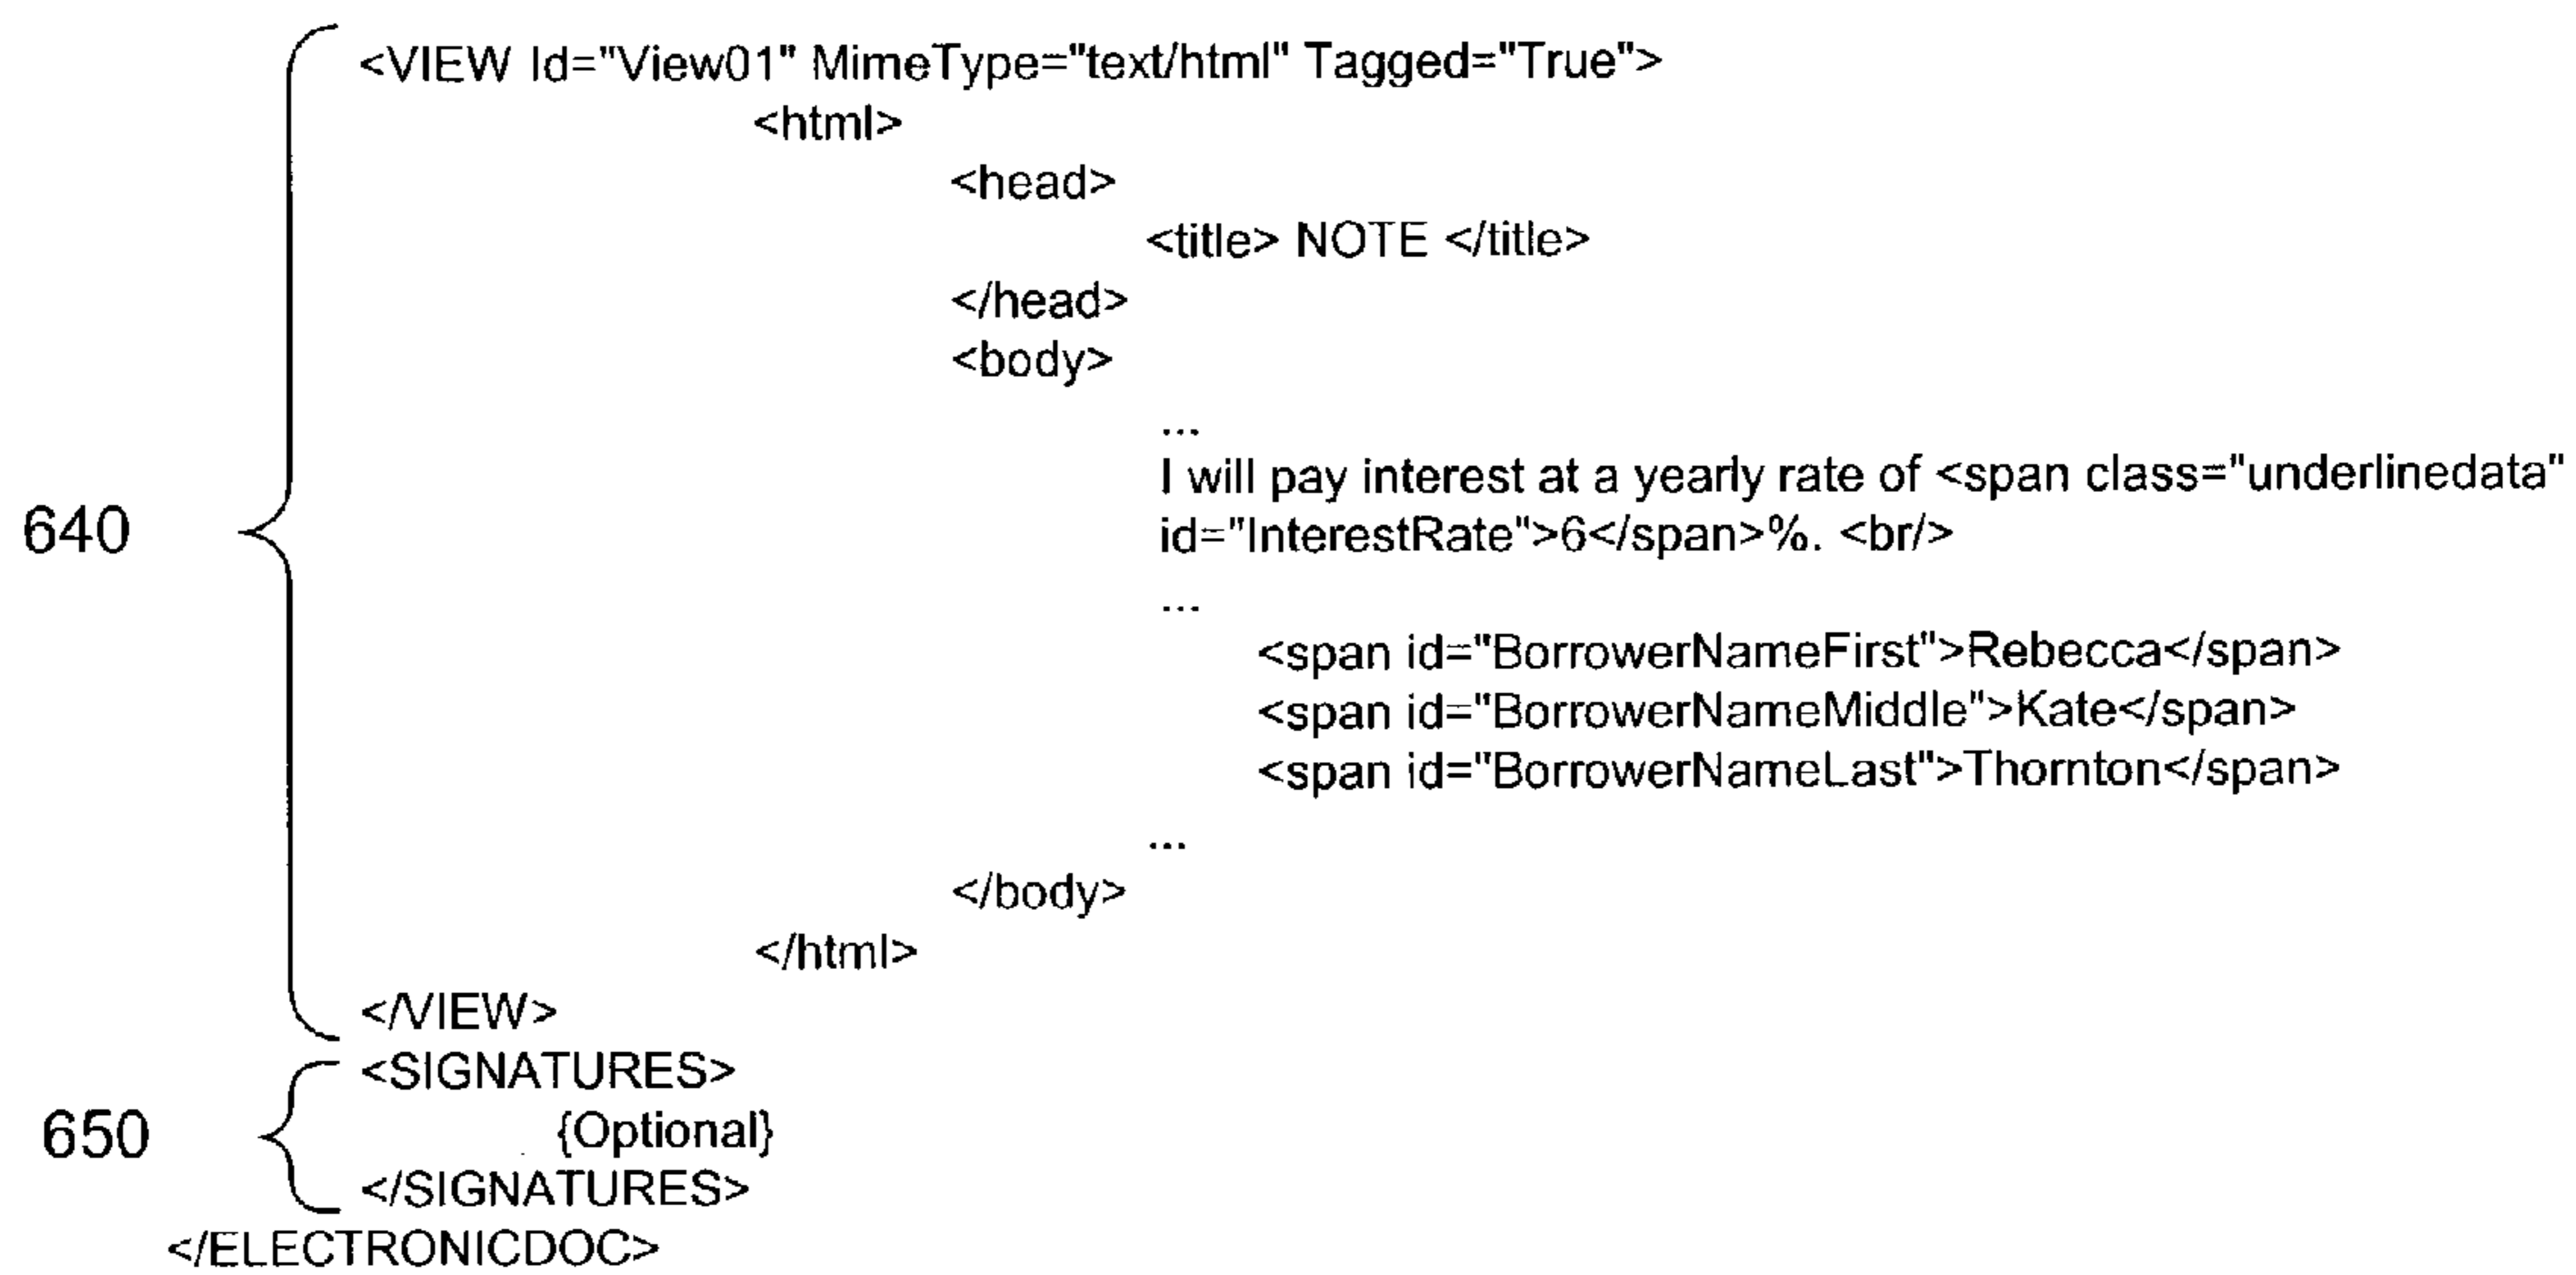 <VIEW Id="View01" MimeType="text/html" Tagged="True">
<html>
<head>
<title> NOTE </title>
</head>
<body>
...
I will pay interest at a yearly rate of <span class="underlinedata"
id="InterestRate">6</span>%. <br/>
640
...
<span id="BorrowerNameFirst">Rebecca</span>
<span id="BorrowerNameMiddle">Kate</span>
<span id="BorrowerNameLast">Thornton</span>
...
</body>
</html>
</VIEW>
<SIGNATURES>
650
{Optional}
</SIGNATURES>
</ELECTRONICDOC>